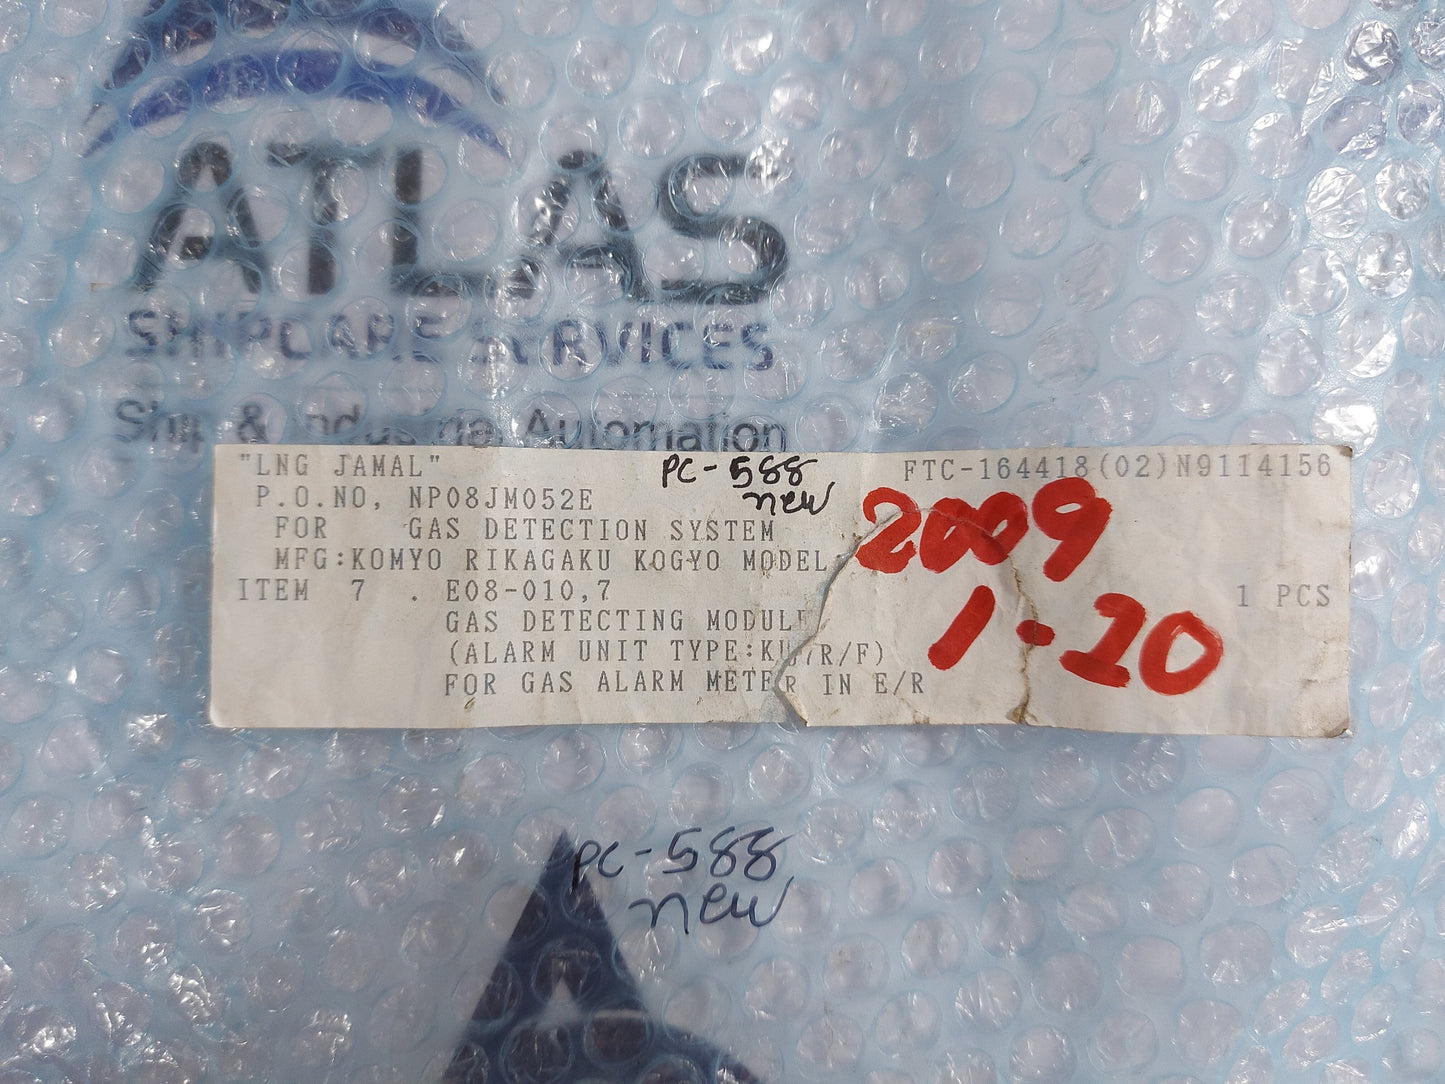 ATLAS
SHIPCARE SERVICES
Ship & Industrial Automation
"LNG JAMAL" PC-588 FTC-164418(02)N9114156
new
P.O.NO, NP08JM052E
2009
FOR GAS DETECTION SYSTEM
MFG:KOMYO RIKAGAKU KOGYO MODEL
ITEM 7 . E08-010,7 1 PCS
1-20
GAS DETECTING MODULE
(ALARM UNIT R/F)
FOR GAS ALARM METER IN E/R
PC-588
new